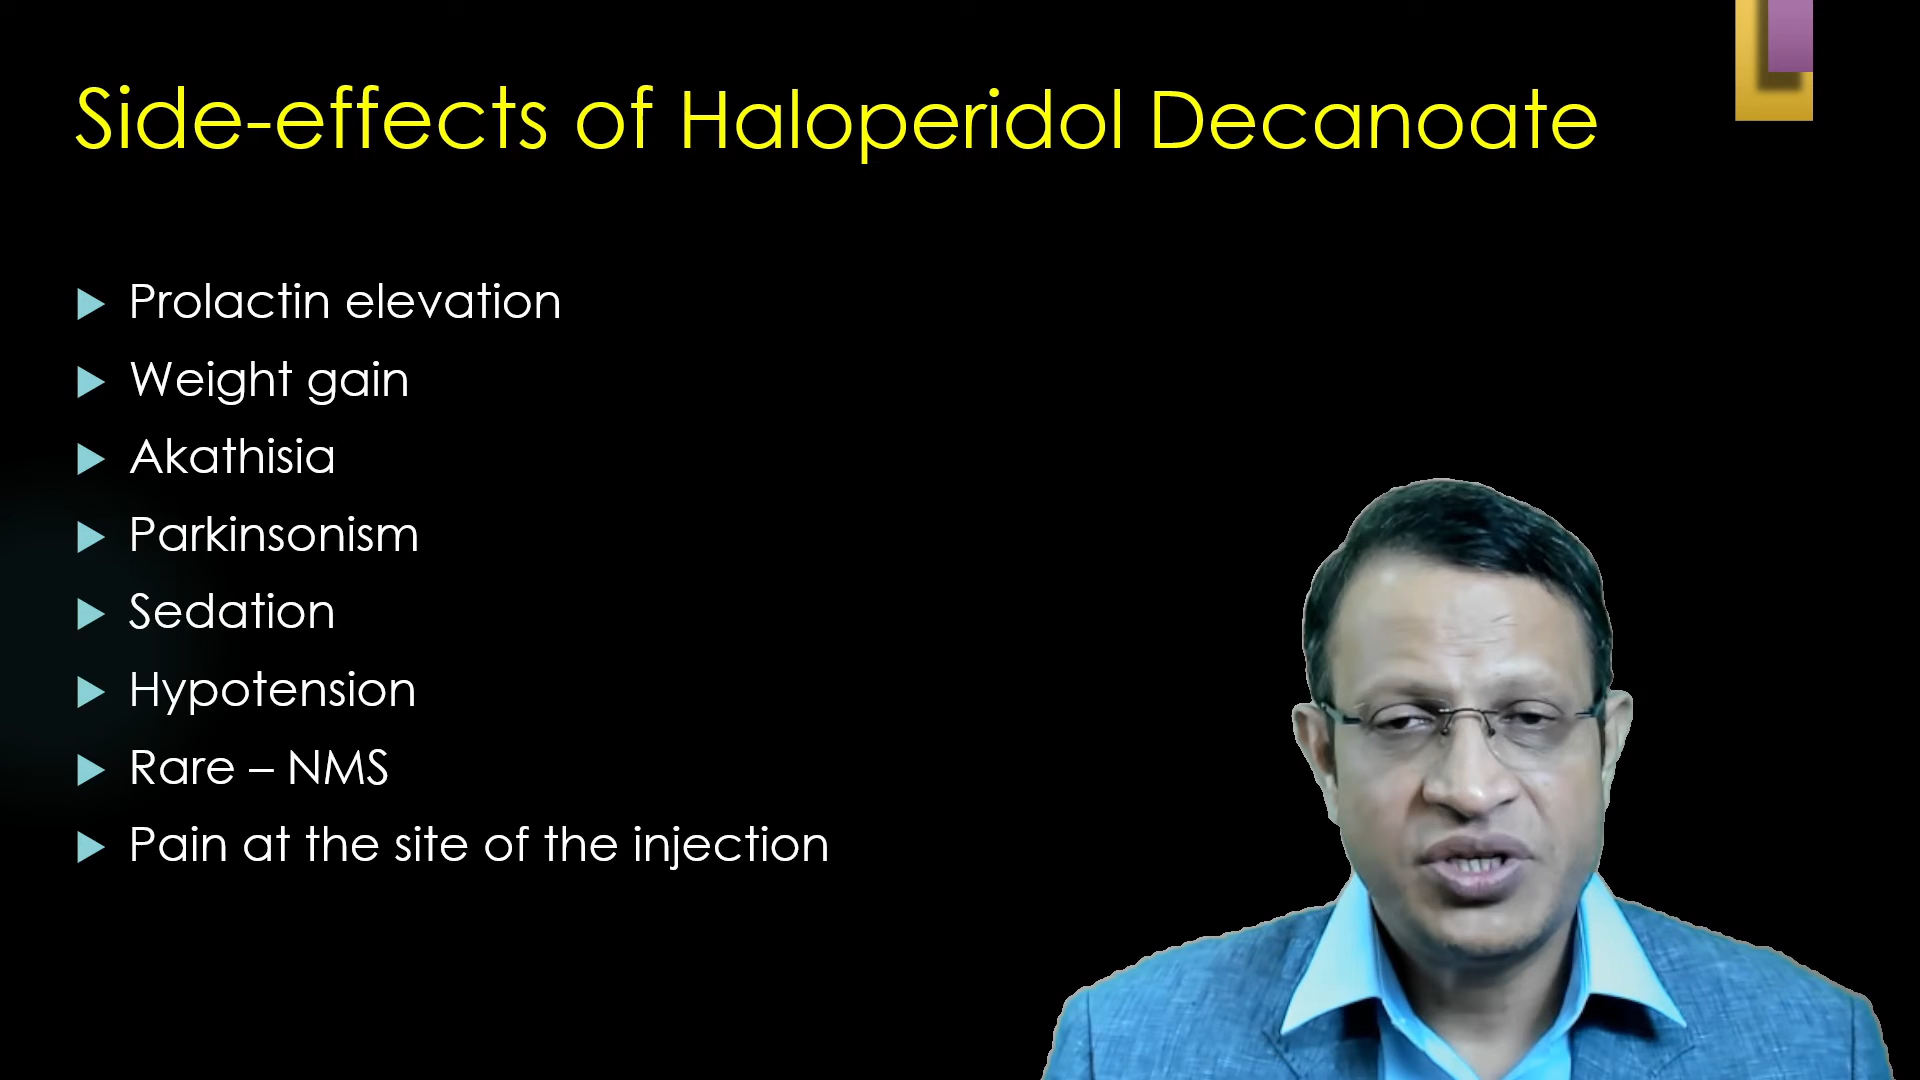 Side-effects of Haloperidol Decanoate
Prolactin elevation
Weight gain
Akathisia
Parkinsonism
Sedation
Hypotension
Rare – NMS
Pain at the site of the injection